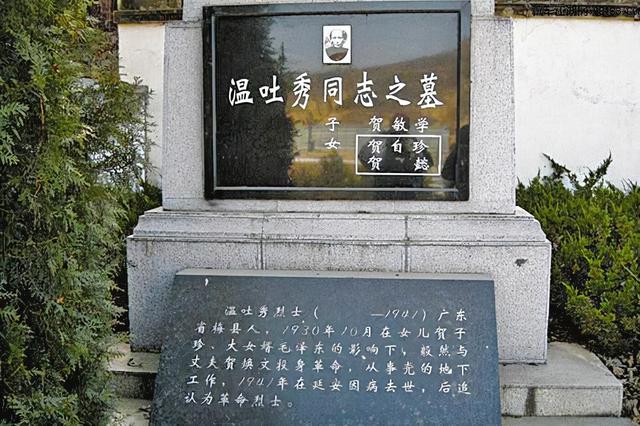 温吐秀同志之墓
子 贺敏学
女 贺自珍
贺 懿
温吐秀烈士( —1941)广东
省梅县人,1930年10月在女儿贺子
珍、大女婿毛泽东的影响下,毅然与
丈夫贺焕文投身革命,从事党的地下
工作,1941年在延安因病去世,后追
认为革命烈士。